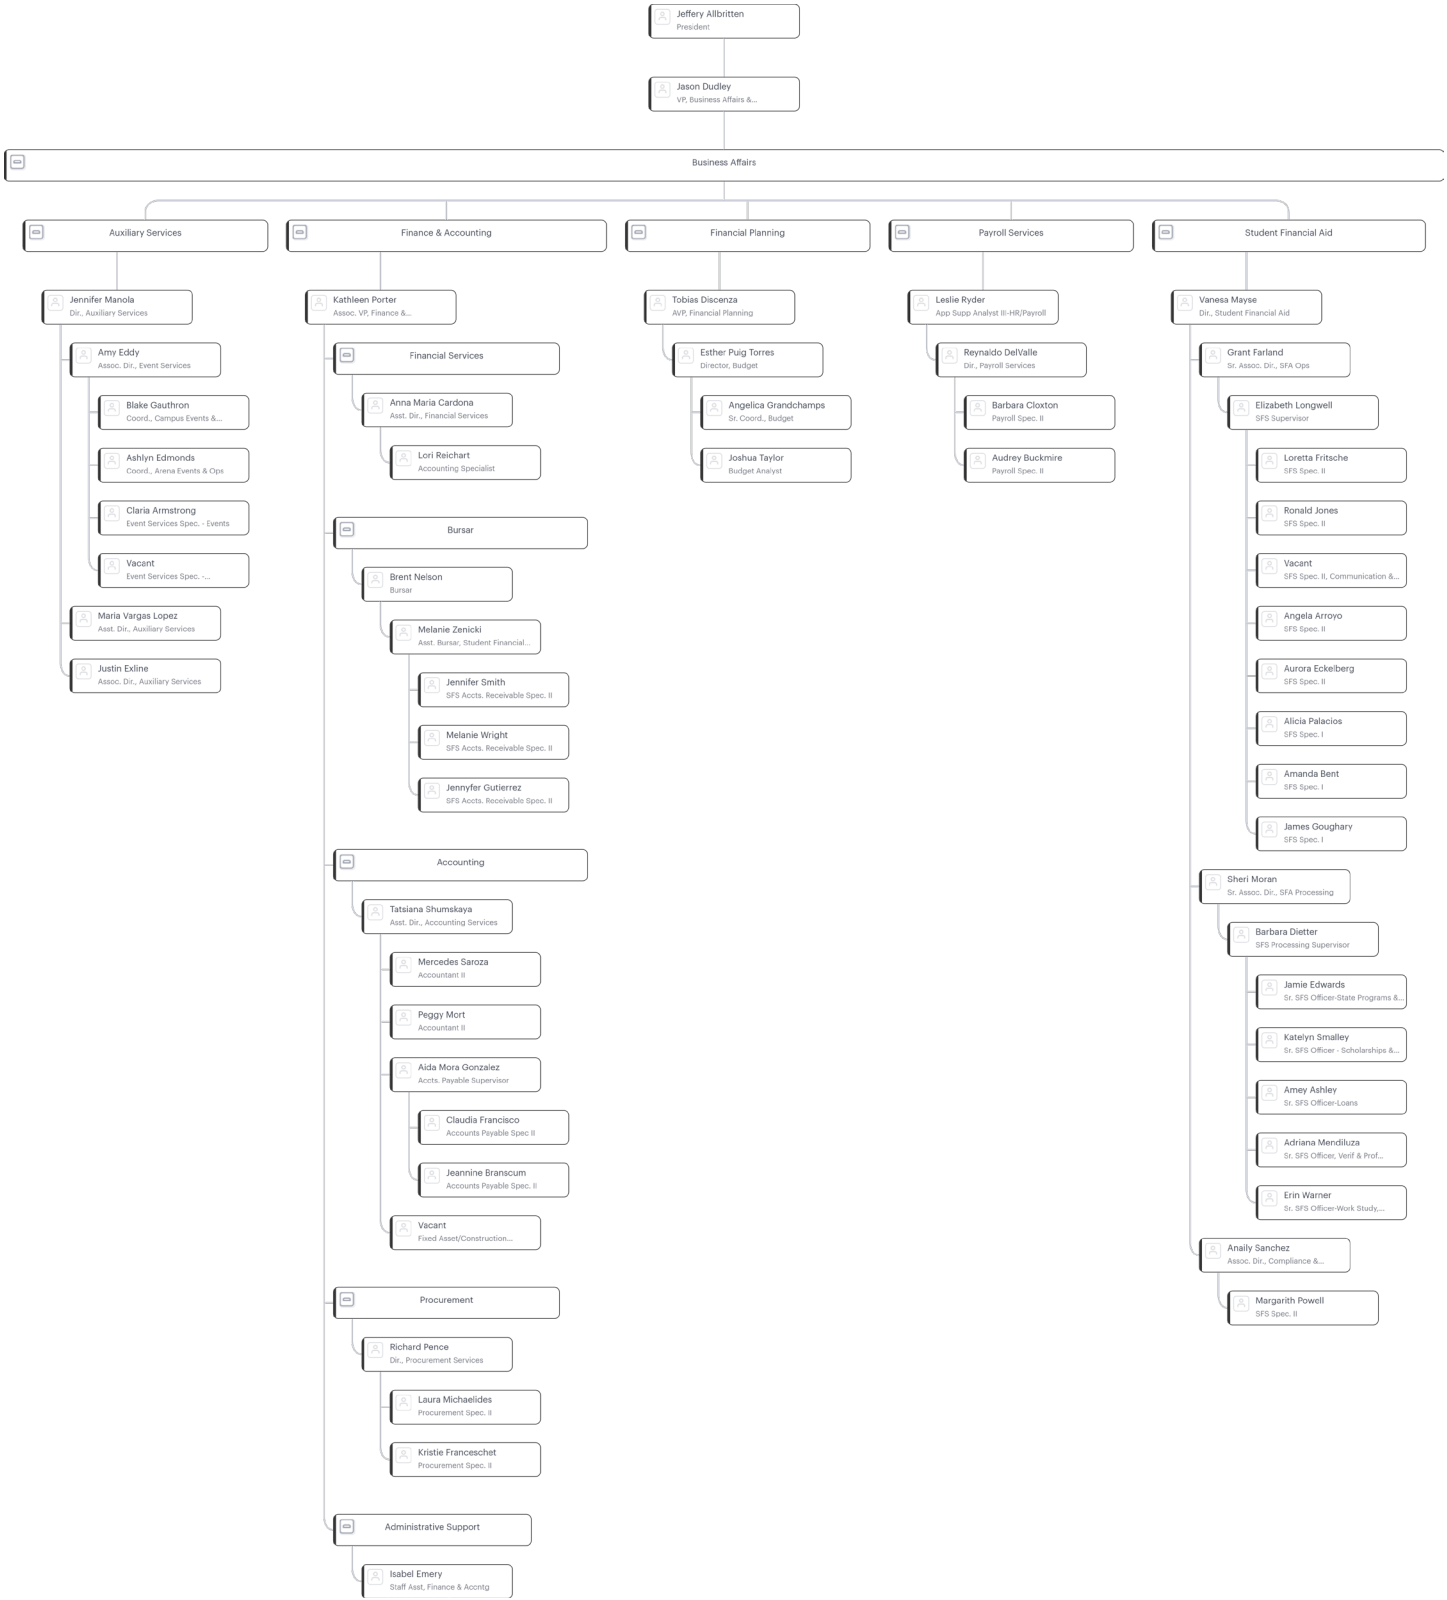 Jeffery Allbritten
President
Jason Dudley
VP, Business Affairs &...
Business Affairs
Auxiliary Services
Jennifer Manola
Dir., Auxiliary Services
Amy Eddy
Assoc. Dir., Event Services
Blake Gauthron
Coord., Campus Events &...
Ashlyn Edmonds
Coord., Arena Events & Ops
Claria Armstrong
Event Services Spec. - Events
Vacant
Event Services Spec. -...
Maria Vargas Lopez
Asst. Dir., Auxiliary Services
Justin Exline
Assoc. Dir., Auxiliary Services
Finance & Accounting
Kathleen Porter
Assoc. VP, Finance &...
Financial Services
Anna Maria Cardona
Asst. Dir., Financial Services
Lori Reichart
Accounting Specialist
Bursar
Brent Nelson
Bursar
Melanie Zenicki
Asst. Bursar, Student Financial...
Jennifer Smith
SFS Accts. Receivable Spec. II
Melanie Wright
SFS Accts. Receivable Spec. II
Jennyfer Gutierrez
SFS Accts. Receivable Spec. II
Accounting
Tatsiana Shumskaya
Asst. Dir., Accounting Services
Mercedes Saroza
Accountant II
Peggy Mort
Accountant II
Aida Mora Gonzalez
Accts. Payable Supervisor
Claudia Francisco
Accounts Payable Spec II
Jeannine Branscum
Accounts Payable Spec. II
Vacant
Fixed Asset/Construction...
Procurement
Richard Pence
Dir., Procurement Services
Laura Michaelides
Procurement Spec. II
Kristie Franceschet
Procurement Spec. II
Administrative Support
Isabel Emery
Staff Asst, Finance & Accntg
Financial Planning
Tobias Discenza
AVP, Financial Planning
Esther Puig Torres
Director, Budget
Angelica Grandchamps
Sr. Coord., Budget
Joshua Taylor
Budget Analyst
Payroll Services
Leslie Ryder
App Supp Analyst III-HR/Payroll
Reynaldo DelValle
Dir., Payroll Services
Barbara Cloxton
Payroll Spec. II
Audrey Buckmire
Payroll Spec. II
Student Financial Aid
Vanesa Mayse
Dir., Student Financial Aid
Grant Farland
Sr. Assoc. Dir., SFA Ops
Elizabeth Longwell
SFS Supervisor
Loretta Fritsche
SFS Spec. II
Ronald Jones
SFS Spec. II
Vacant
SFS Spec. II, Communication &...
Angela Arroyo
SFS Spec. II
Aurora Eckelberg
SFS Spec. II
Alicia Palacios
SFS Spec. I
Amanda Bent
SFS Spec. I
James Goughary
SFS Spec. I
Sheri Moran
Sr. Assoc. Dir., SFA Processing
Barbara Dietter
SFS Processing Supervisor
Jamie Edwards
Sr. SFS Officer-State Programs &...
Katelyn Smalley
Sr. SFS Officer - Scholarships &...
Amey Ashley
Sr. SFS Officer-Loans
Adriana Mendiluza
Sr. SFS Officer, Verif & Prof...
Erin Warner
Sr. SFS Officer-Work Study,...
Anaily Sanchez
Assoc. Dir., Compliance &...
Margarith Powell
SFS Spec. II